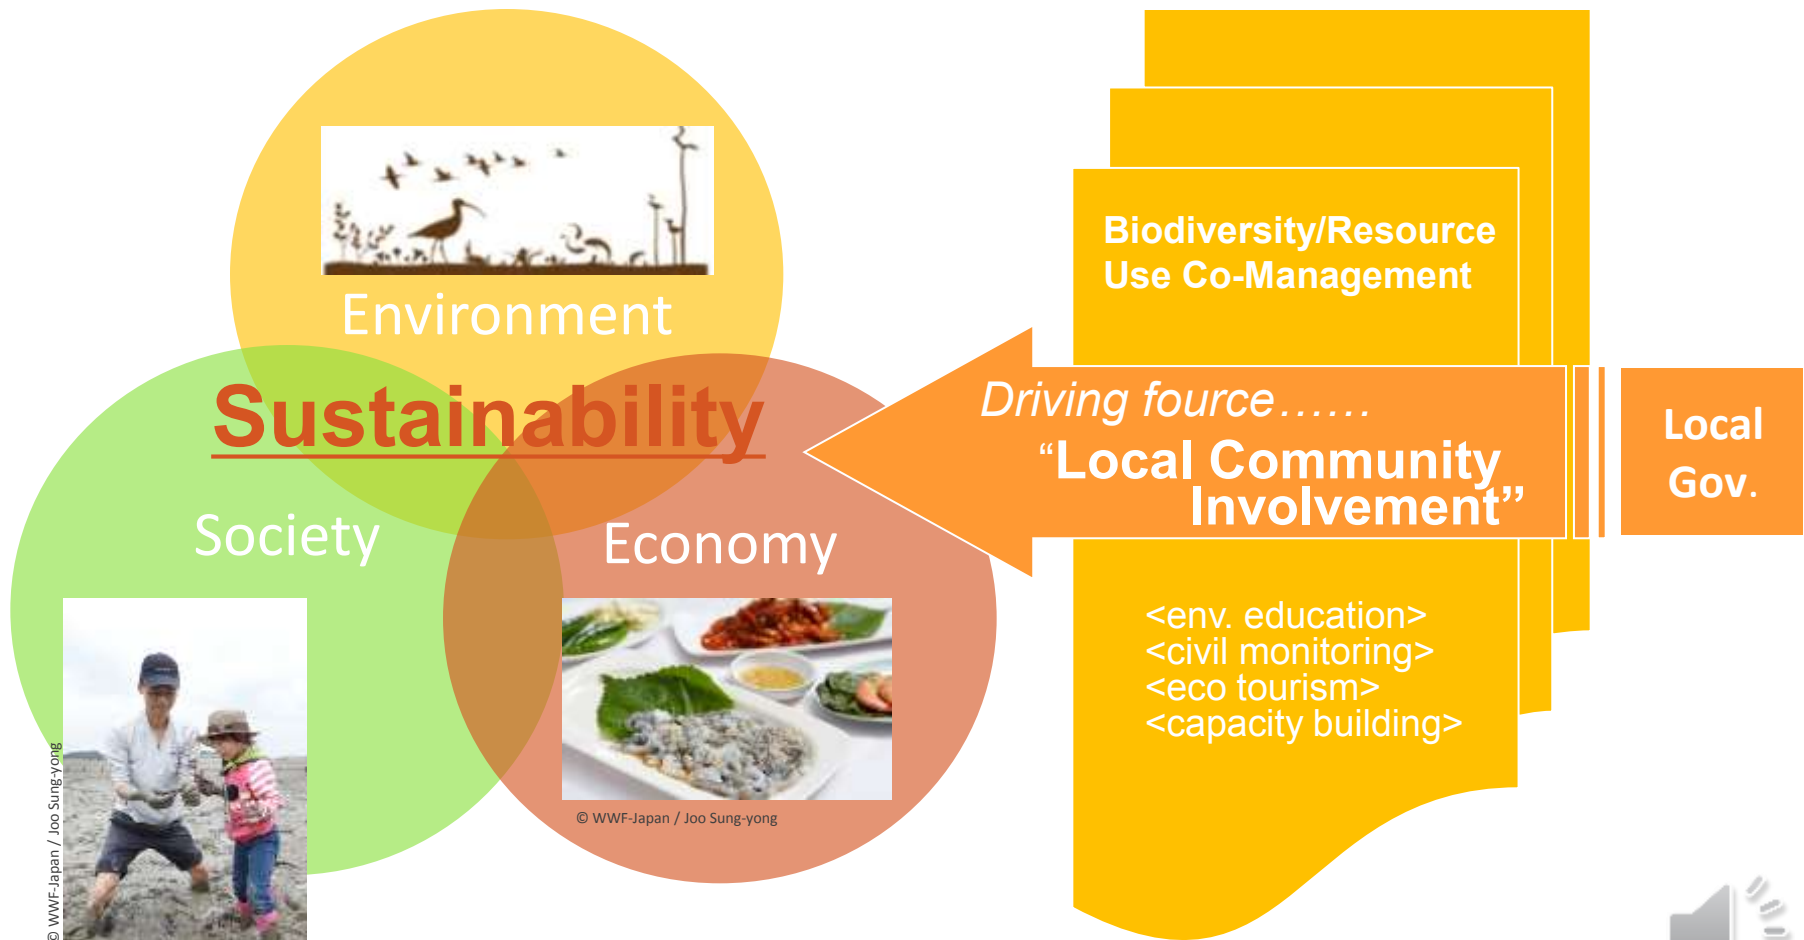 Environment
Sustainability
Society
Economy
© WWF-Japan / Joo Sung-yong
© WWF-Japan / Joo Sung-yong
Biodiversity/Resource
Use Co-Management
Driving fource......
“Local Community
Involvement”
<env. education>
<civil monitoring>
<eco tourism>
<capacity building>
Local
Gov.